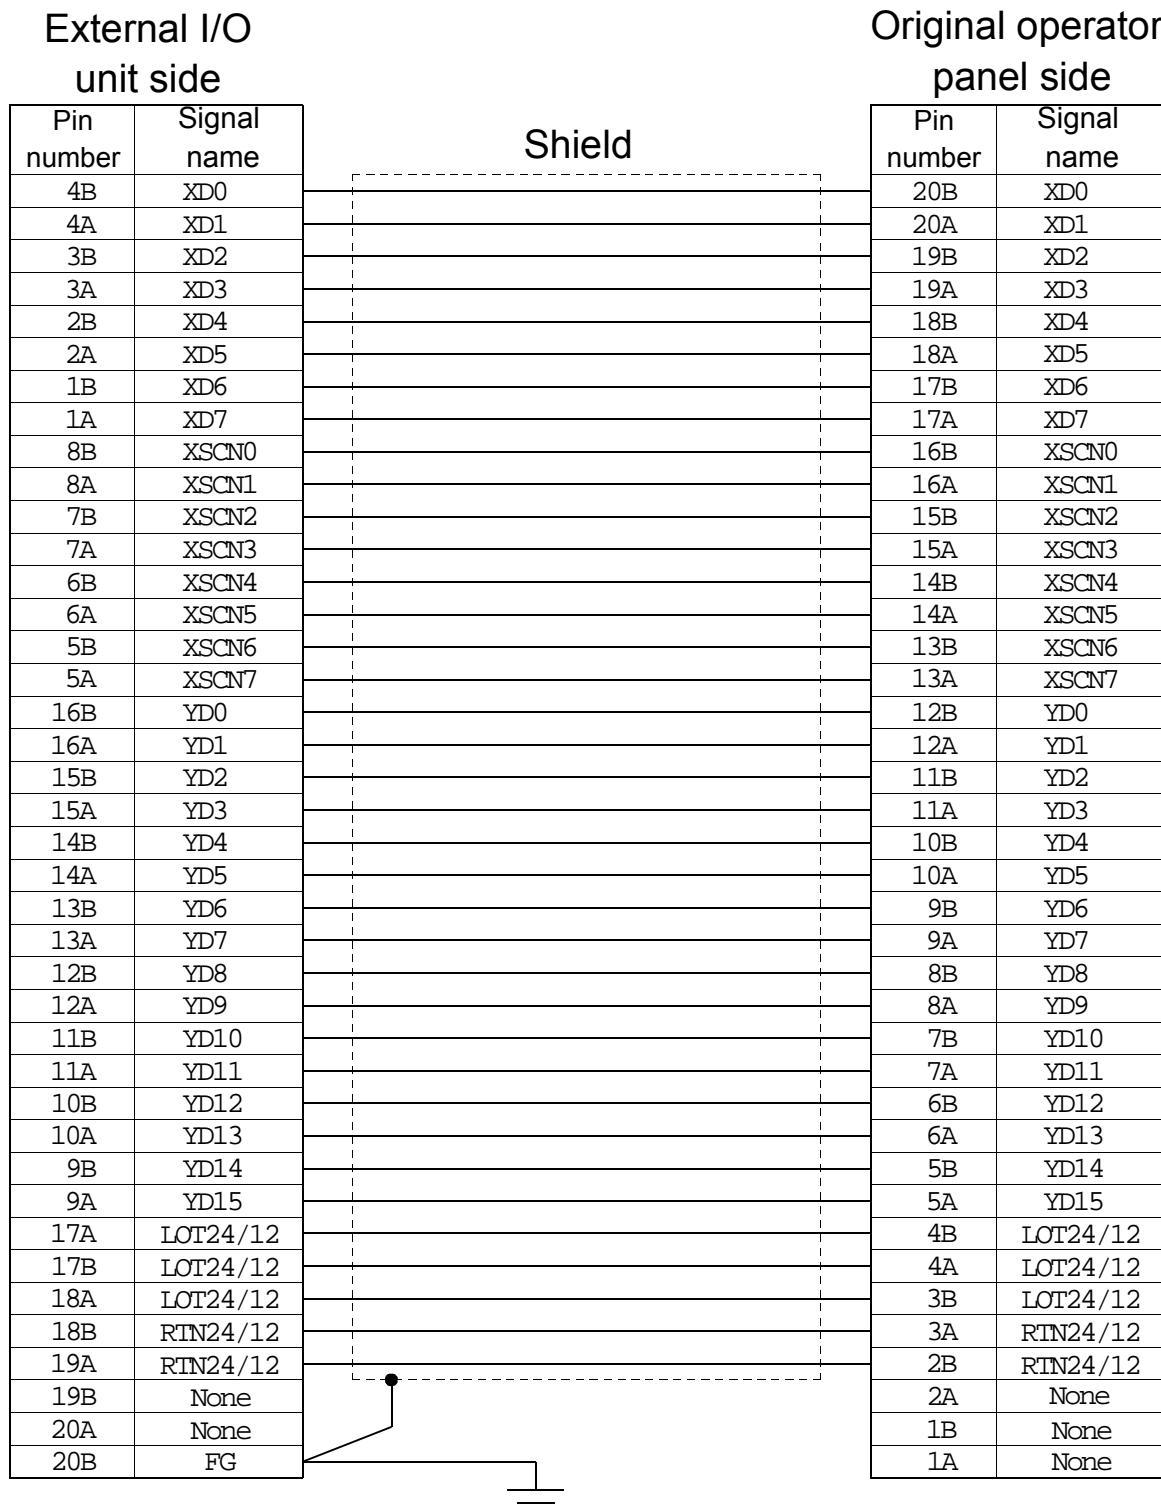 External I/O
unit side
Original operator
panel side
Shield
Pin number Signal name Pin number Signal name
4B XD0 20B XD0
4A XD1 20A XD1
3B XD2 19B XD2
3A XD3 19A XD3
2B XD4 18B XD4
2A XD5 18A XD5
1B XD6 17B XD6
1A XD7 17A XD7
8B XSCN0 16B XSCN0
8A XSCN1 16A XSCN1
7B XSCN2 15B XSCN2
7A XSCN3 15A XSCN3
6B XSCN4 14B XSCN4
6A XSCN5 14A XSCN5
5B XSCN6 13B XSCN6
5A XSCN7 13A XSCN7
16B YD0 12B YD0
16A YD1 12A YD1
15B YD2 11B YD2
15A YD3 11A YD3
14B YD4 10B YD4
14A YD5 10A YD5
13B YD6 9B YD6
13A YD7 9A YD7
12B YD8 8B YD8
12A YD9 8A YD9
11B YD10 7B YD10
11A YD11 7A YD11
10B YD12 6B YD12
10A YD13 6A YD13
9B YD14 5B YD14
9A YD15 5A YD15
17A LOT24/12 4B LOT24/12
17B LOT24/12 4A LOT24/12
18A LOT24/12 3B LOT24/12
18B RTN24/12 3A RTN24/12
19A RTN24/12 2B RTN24/12
19B None 2A None
20A None 1B None
20B FG 1A None